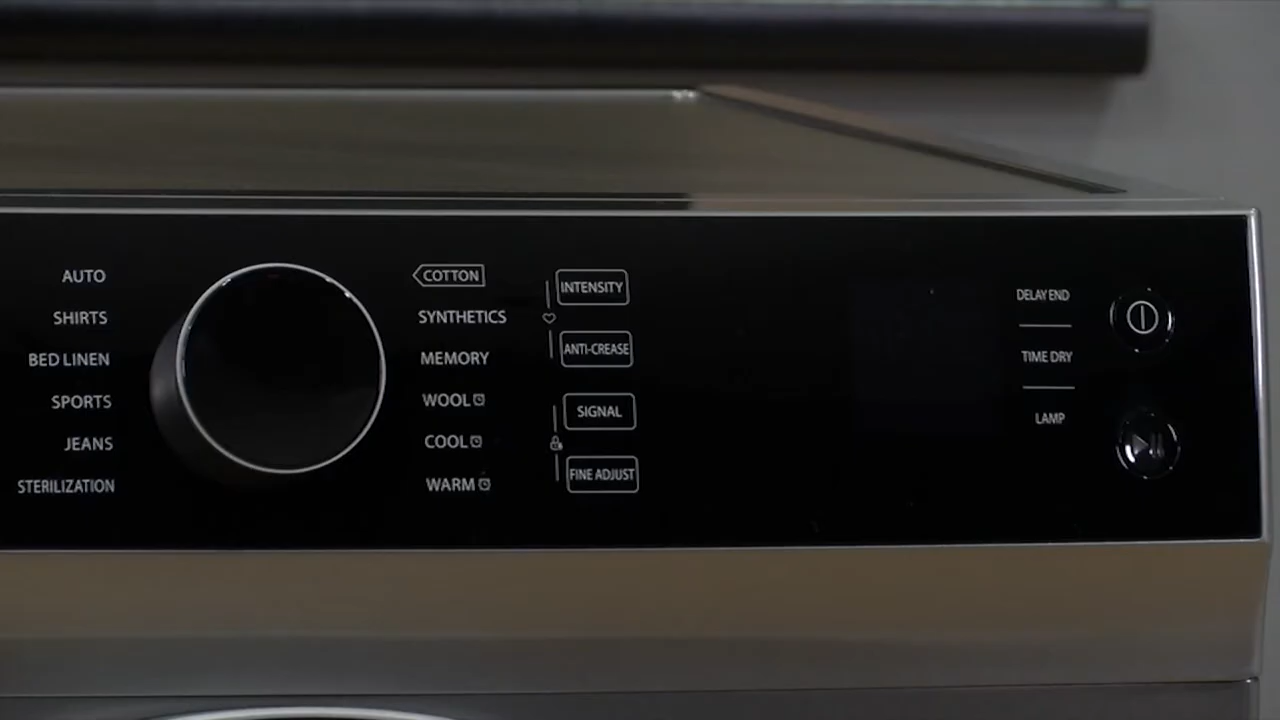 AUTO
SHIRTS
BED LINEN
SPORTS
JEANS
STERILIZATION
COTTON
SYNTHETICS
MEMORY
WOOL
COOL
WARM
INTENSITY
ANTI-CREASE
SIGNAL
FINE ADJUST
DELAY END
TIME DRY
LAMP